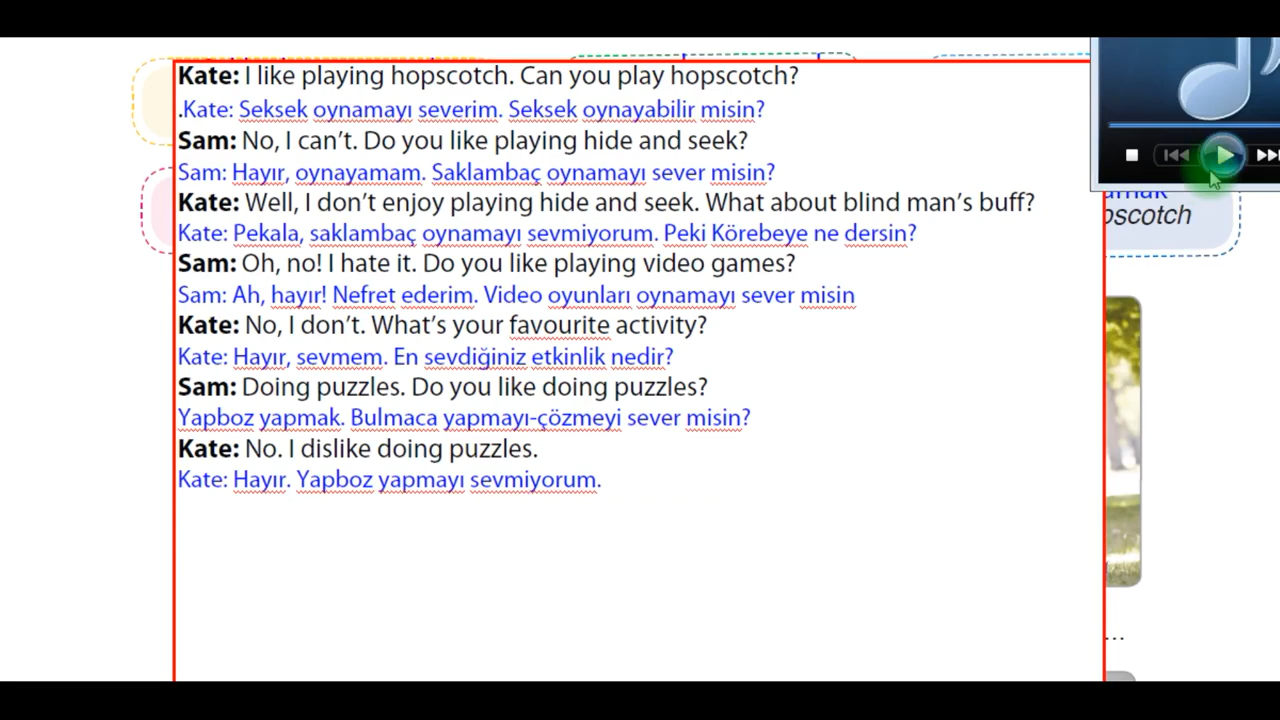 Kate: I like playing hopscotch. Can you play hopscotch?
.Kate: Seksek oynamayı severim. Seksek oynayabilir misin?
Sam: No, I can’t. Do you like playing hide and seek?
Sam: Hayır, oynayamam. Saklambaç oynamayı sever misin?
Kate: Well, I don’t enjoy playing hide and seek. What about blind man’s buff?
Kate: Pekala, saklambaç oynamayı sevmiyorum. Peki Körebeye ne dersin?
Sam: Oh, no! I hate it. Do you like playing video games?
Sam: Ah, hayır! Nefret ederim. Video oyunları oynamayı sever misin
Kate: No, I don’t. What’s your favourite activity?
Kate: Hayır, sevmem. En sevdiğiniz etkinlik nedir?
Sam: Doing puzzles. Do you like doing puzzles?
Yapboz yapmak. Bulmaca yapmayı-çözmeyi sever misin?
Kate: No. I dislike doing puzzles.
Kate: Hayır. Yapboz yapmayı sevmiyorum.
...